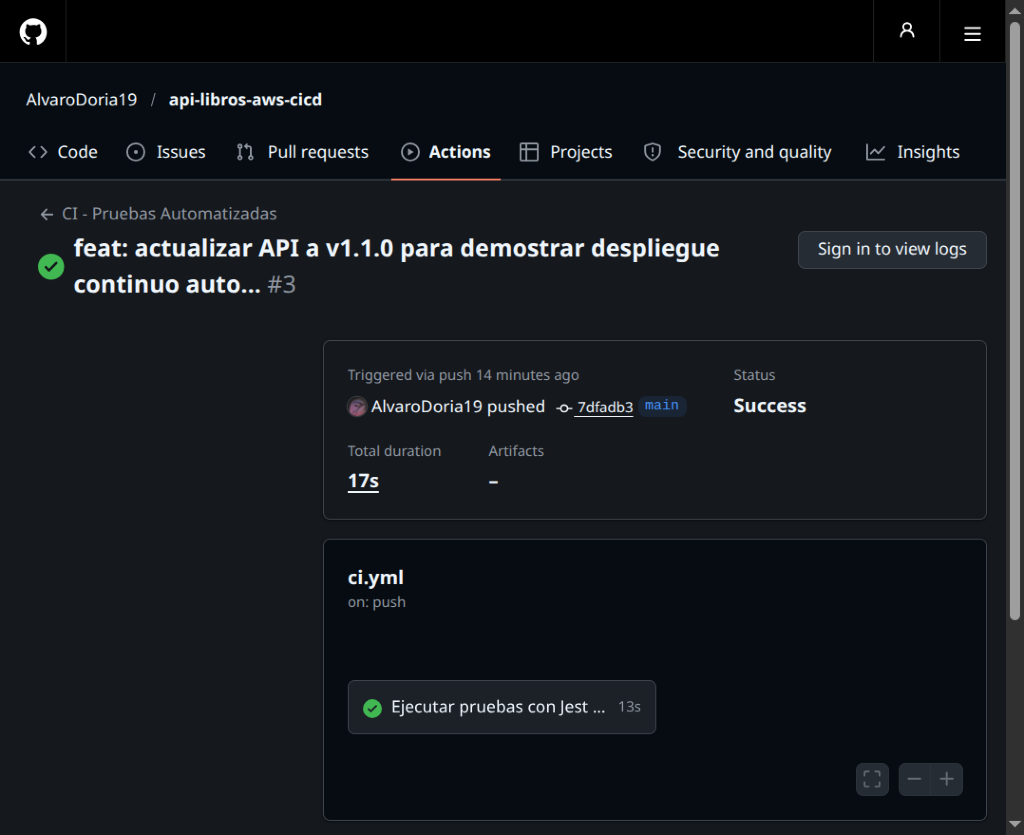 AlvaroDoria19 / api-libros-aws-cicd
Code Issues Pull requests Actions Projects Security and quality Insights
CI - Pruebas Automatizadas
feat: actualizar API a v1.1.0 para demostrar despliegue
continuo auto... #3
Sign in to view logs
Triggered via push 14 minutes ago
AlvaroDoria19 pushed 7dfadb3 main
Status
Success
Total duration
17s
Artifacts
–
ci.yml
on: push
Ejecutar pruebas con Jest ... 13s